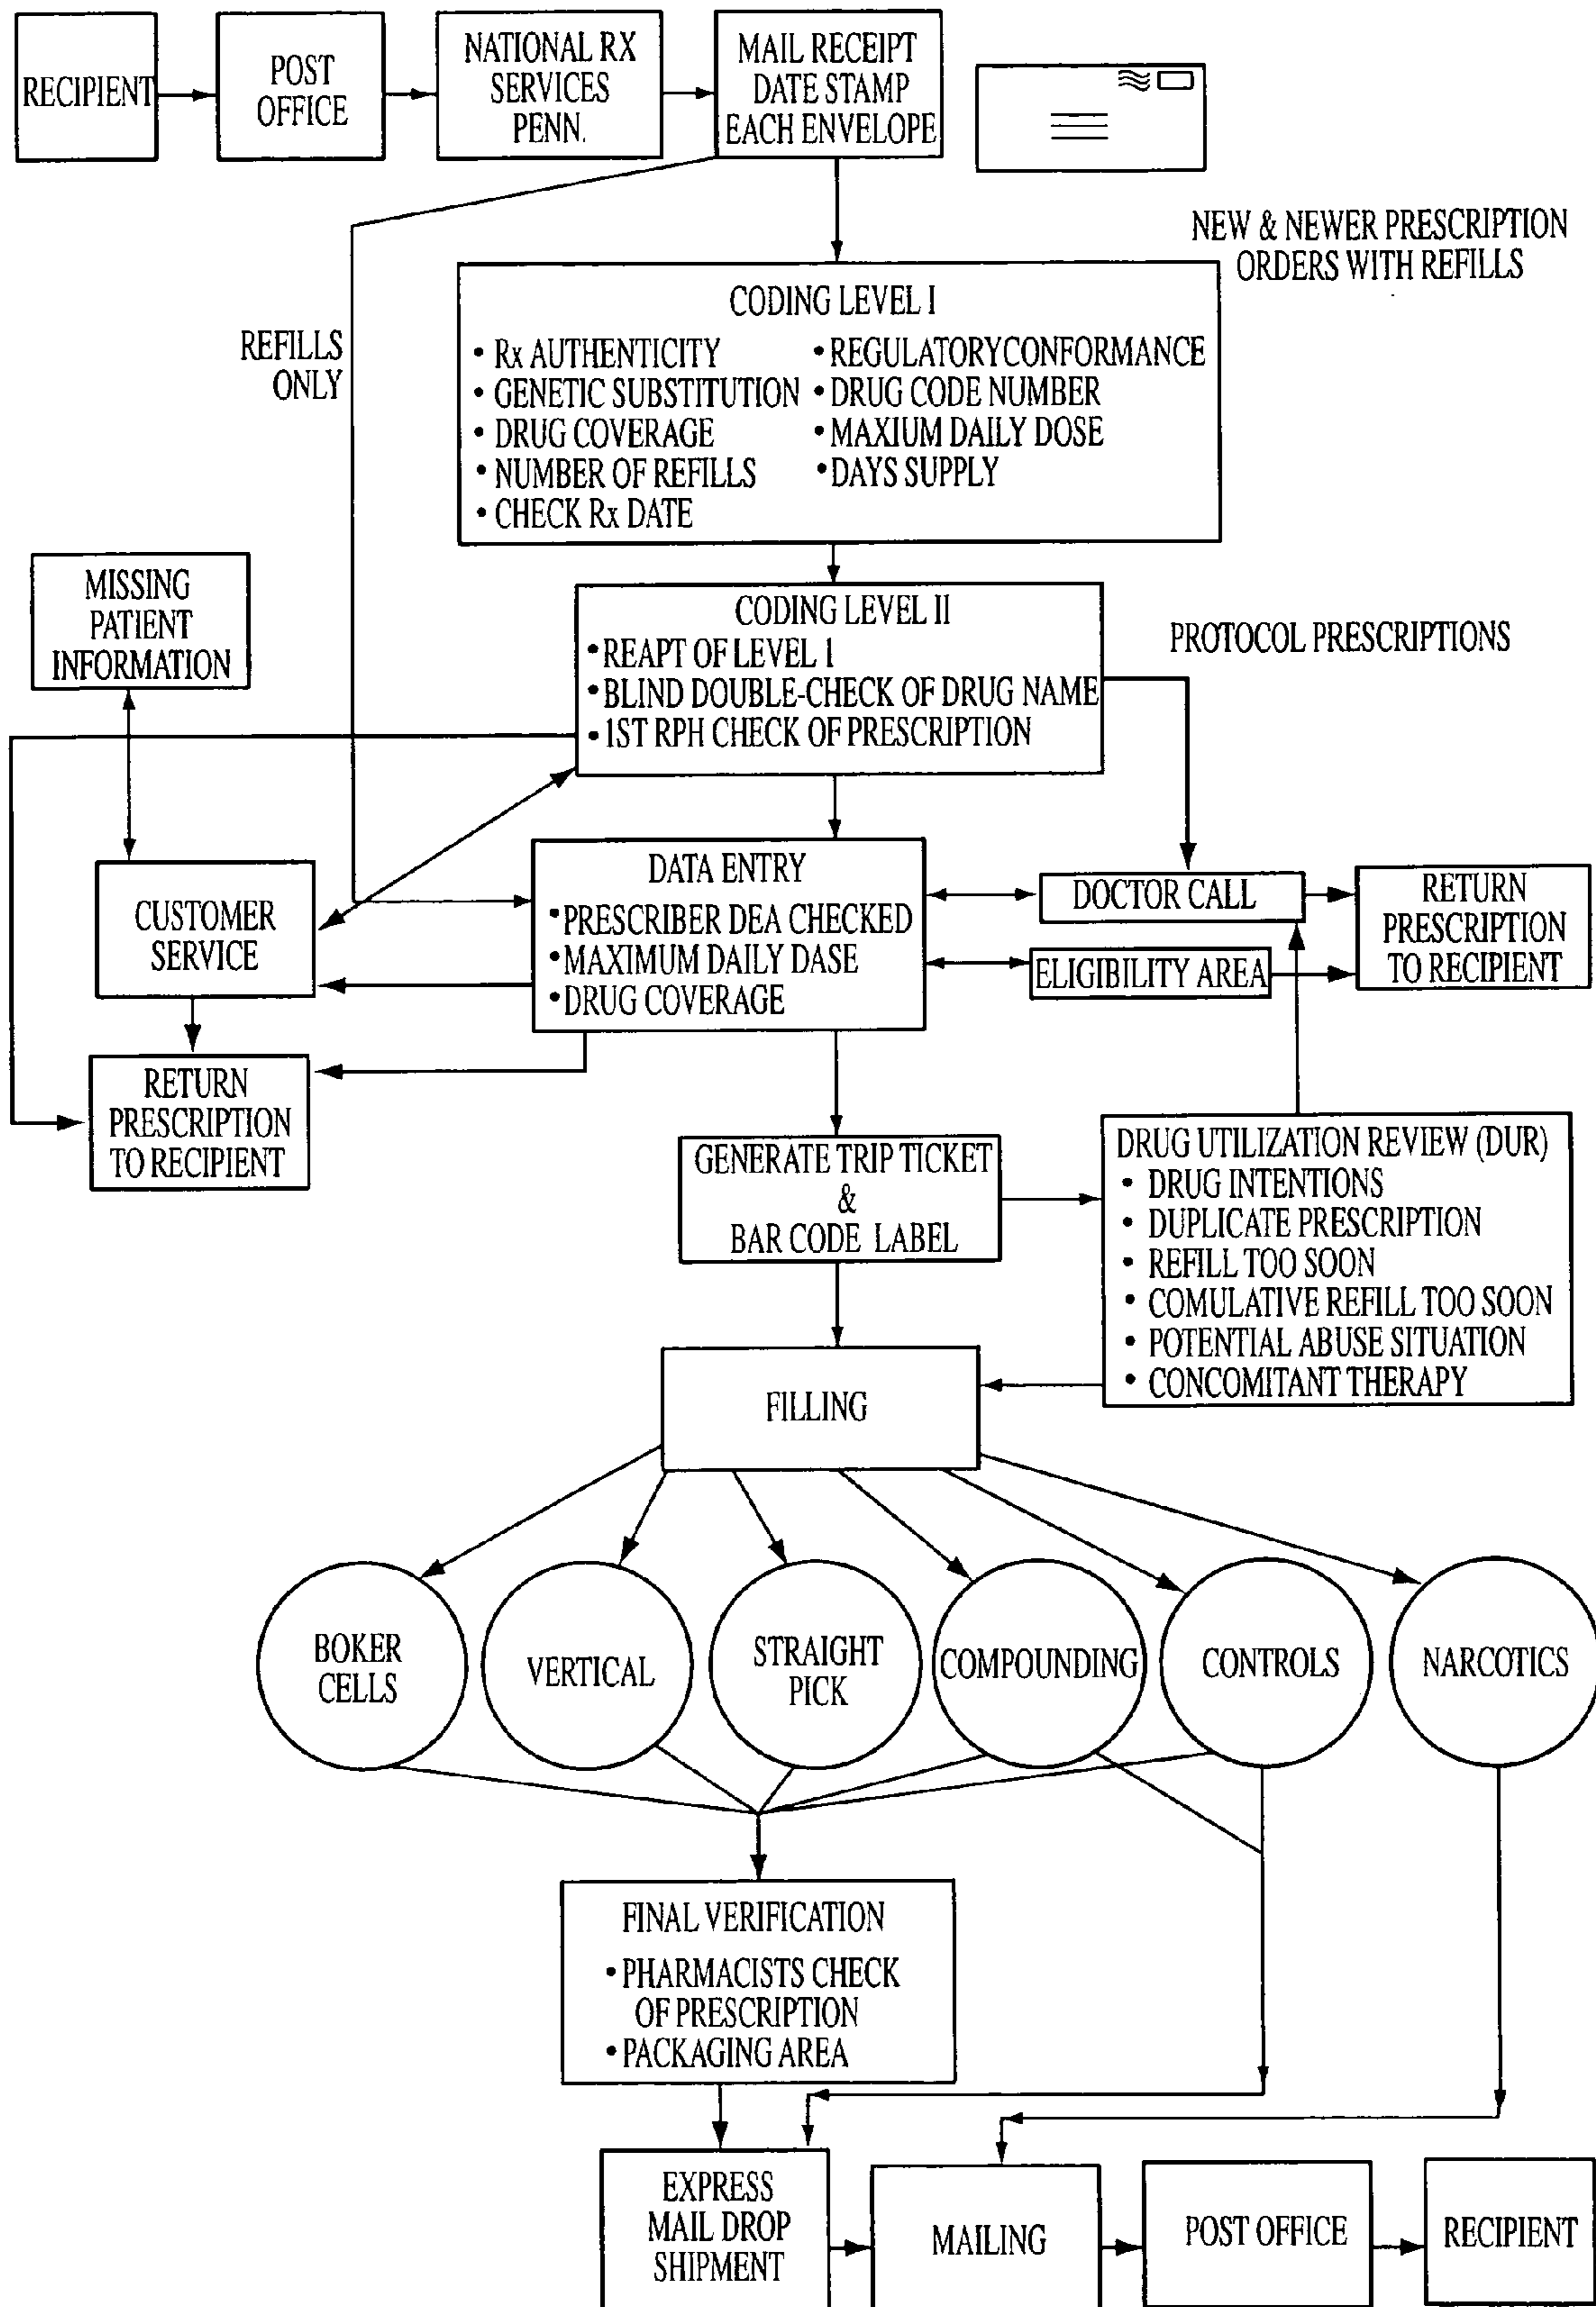 RECIPIENT
POST
OFFICE
NATIONAL RX
SERVICES
PENN.
MAIL RECEIPT
DATE STAMP
EACH ENVELOPE
NEW & NEWER PRESCRIPTION
ORDERS WITH REFILLS
REFILLS
ONLY
CODING LEVEL I
• Rx AUTHENTICITY
• GENETIC SUBSTITUTION
• DRUG COVERAGE
• NUMBER OF REFILLS
• CHECK Rx DATE
• REGULATORYCONFORMANCE
• DRUG CODE NUMBER
• MAXIUM DAILY DOSE
• DAYS SUPPLY
MISSING
PATIENT
INFORMATION
CODING LEVEL II
• REAPT OF LEVEL 1
• BLIND DOUBLE-CHECK OF DRUG NAME
• 1ST RPH CHECK OF PRESCRIPTION
PROTOCOL PRESCRIPTIONS
CUSTOMER
SERVICE
DATA ENTRY
• PRESCRIBER DEA CHECKED
• MAXIMUM DAILY DASE
• DRUG COVERAGE
DOCTOR CALL
ELIGIBILITY AREA
RETURN
PRESCRIPTION
TO RECIPIENT
RETURN
PRESCRIPTION
TO RECIPIENT
GENERATE TRIP TICKET
&
BAR CODE LABEL
DRUG UTILIZATION REVIEW (DUR)
• DRUG INTENTIONS
• DUPLICATE PRESCRIPTION
• REFILL TOO SOON
• COMULATIVE REFILL TOO SOON
• POTENTIAL ABUSE SITUATION
• CONCOMITANT THERAPY
FILLING
BOKER
CELLS
VERTICAL
STRAIGHT
PICK
COMPOUNDING
CONTROLS
NARCOTICS
FINAL VERIFICATION
• PHARMACISTS CHECK
OF PRESCRIPTION
• PACKAGING AREA
EXPRESS
MAIL DROP
SHIPMENT
MAILING
POST OFFICE
RECIPIENT